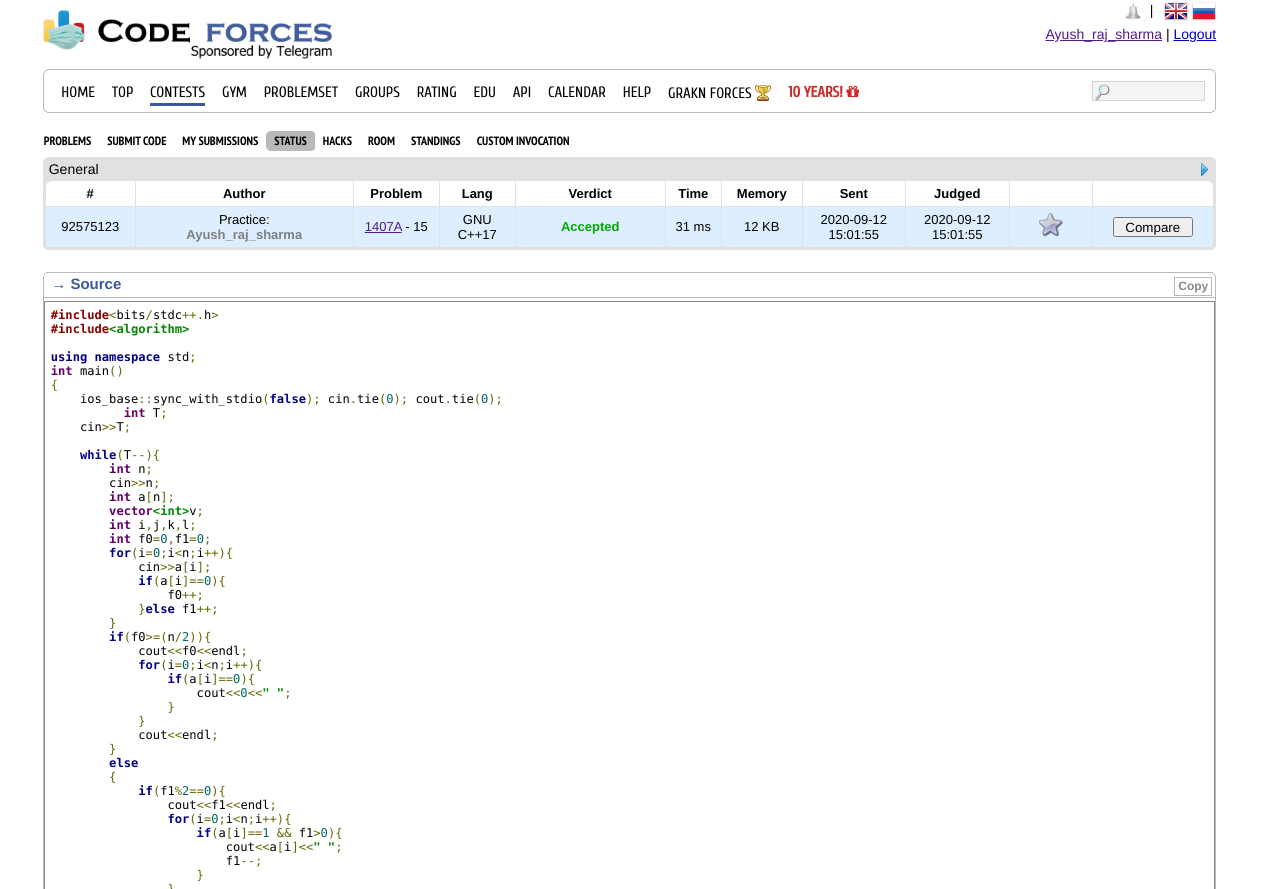 CODE FORCES
Sponsored by Telegram
|
Ayush_raj_sharma | Logout
HOME TOP CONTESTS GYM PROBLEMSET GROUPS RATING EDU API CALENDAR HELP GRAKN FORCES 10 YEARS!
PROBLEMS SUBMIT CODE MY SUBMISSIONS STATUS HACKS ROOM STANDINGS CUSTOM INVOCATION
General
# Author Problem Lang Verdict Time Memory Sent Judged
92575123 Practice: Ayush_raj_sharma 1407A - 15 GNU C++17 Accepted 31 ms 12 KB 2020-09-12 15:01:55 2020-09-12 15:01:55 Compare
→ Source Copy
#include<bits/stdc++.h>
#include<algorithm>
using namespace std;
int main()
{
    ios_base::sync_with_stdio(false); cin.tie(0); cout.tie(0);
          int T;
    cin>>T;
    while(T--){
        int n;
        cin>>n;
        int a[n];
        vector<int>v;
        int i,j,k,l;
        int f0=0,f1=0;
        for(i=0;i<n;i++){
            cin>>a[i];
            if(a[i]==0){
                f0++;
            }else f1++;
        }
        if(f0>=(n/2)){
            cout<<f0<<endl;
            for(i=0;i<n;i++){
                if(a[i]==0){
                    cout<<0<<" ";
                }
            }
            cout<<endl;
        }
        else
        {
            if(f1%2==0){
                cout<<f1<<endl;
                for(i=0;i<n;i++){
                    if(a[i]==1 && f1>0){
                        cout<<a[i]<<" ";
                        f1--;
                    }
                }